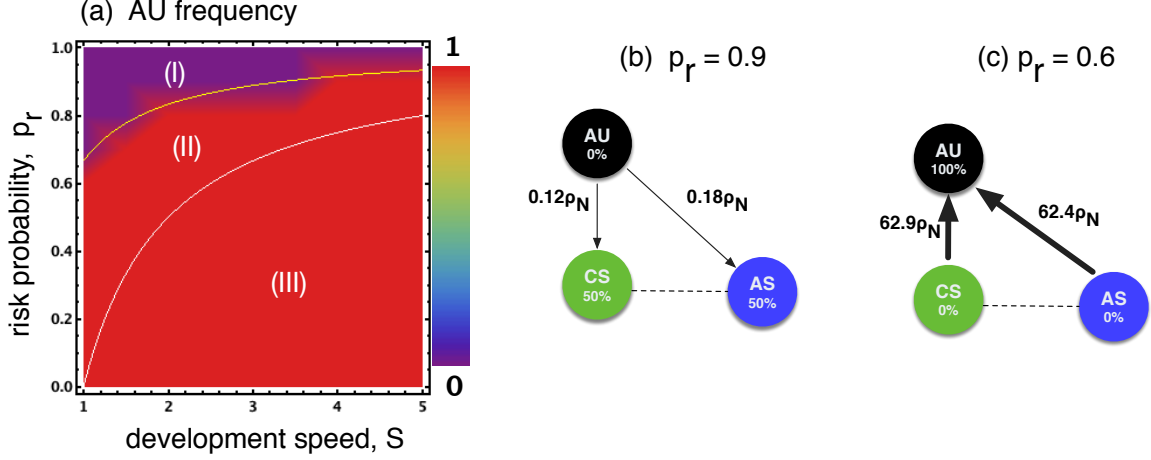 (a) AU frequency
1.0
0.8
0.6
0.4
0.2
0.0
risk probability, pr
(I)
(II)
(III)
1
2
3
4
5
development speed, S
1
0
(b) pr = 0.9
AU
0%
0.12ρN
0.18ρN
CS
50%
AS
50%
(c) pr = 0.6
AU
100%
62.9ρN
62.4ρN
CS
0%
AS
0%